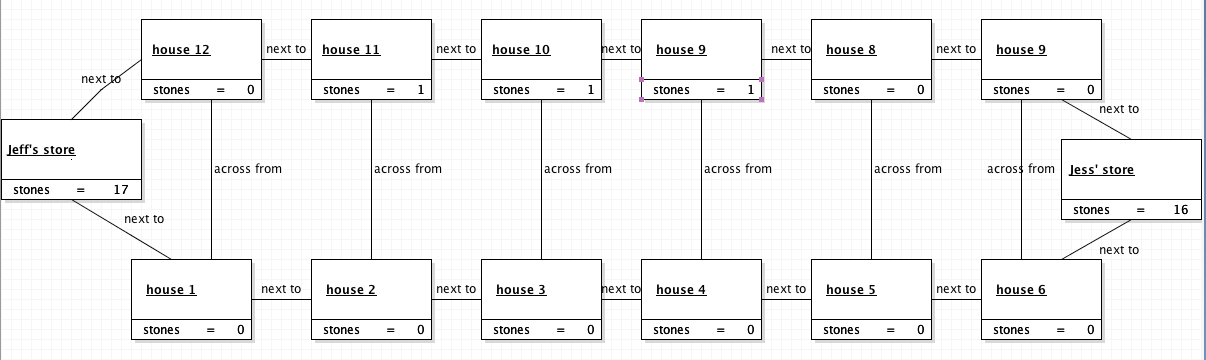 house 12
next to
house 11
next to
house 10
next to
house 9
next to
house 8
next to
house 9
stones = 0
stones = 1
stones = 1
stones = 1
stones = 0
stones = 0
next to
next to
Jeff's store
stones = 17
across from
across from
across from
across from
across from
across from
Jess' store
stones = 16
next to
next to
house 1
next to
house 2
next to
house 3
next to
house 4
next to
house 5
next to
house 6
stones = 0
stones = 0
stones = 0
stones = 0
stones = 0
stones = 0